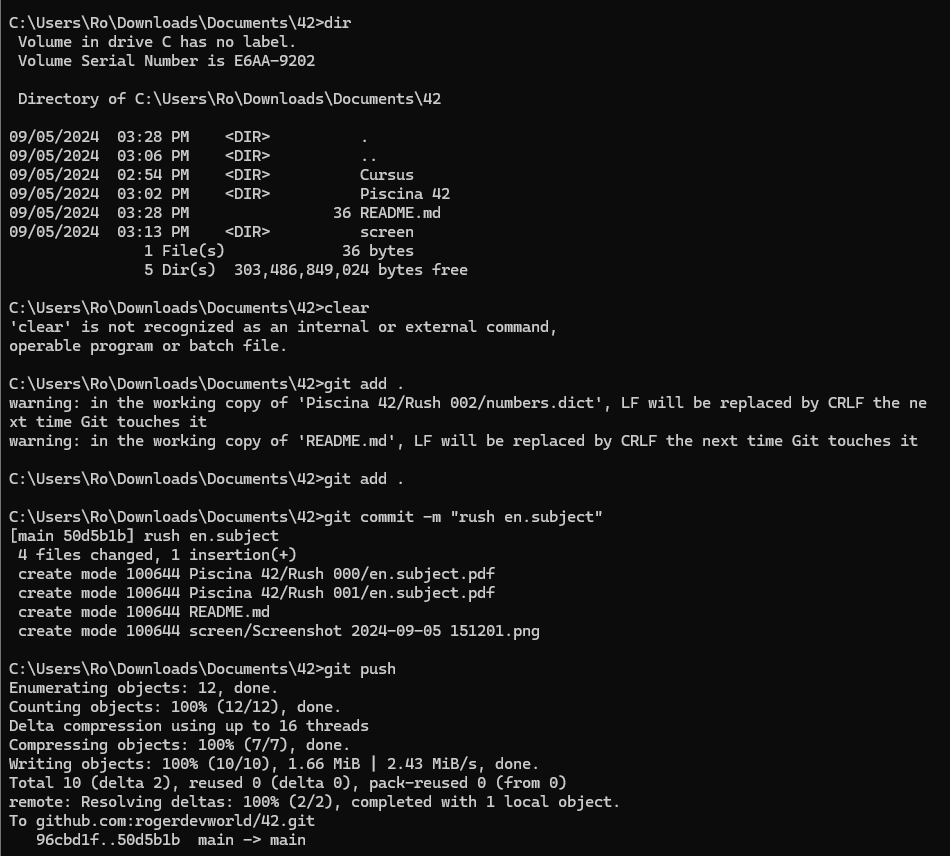 C:\Users\Ro\Downloads\Documents\42>dir
 Volume in drive C has no label.
 Volume Serial Number is E6AA-9202

 Directory of C:\Users\Ro\Downloads\Documents\42

09/05/2024  03:28 PM    <DIR>          .
09/05/2024  03:06 PM    <DIR>          ..
09/05/2024  02:54 PM    <DIR>          Cursus
09/05/2024  03:02 PM    <DIR>          Piscina 42
09/05/2024  03:28 PM                36 README.md
09/05/2024  03:13 PM    <DIR>          screen
               1 File(s)             36 bytes
               5 Dir(s)  303,486,849,024 bytes free

C:\Users\Ro\Downloads\Documents\42>clear
'clear' is not recognized as an internal or external command,
operable program or batch file.

C:\Users\Ro\Downloads\Documents\42>git add .
warning: in the working copy of 'Piscina 42/Rush 002/numbers.dict', LF will be replaced by CRLF the ne
xt time Git touches it
warning: in the working copy of 'README.md', LF will be replaced by CRLF the next time Git touches it

C:\Users\Ro\Downloads\Documents\42>git add .

C:\Users\Ro\Downloads\Documents\42>git commit -m "rush en.subject"
[main 50d5b1b] rush en.subject
 4 files changed, 1 insertion(+)
 create mode 100644 Piscina 42/Rush 000/en.subject.pdf
 create mode 100644 Piscina 42/Rush 001/en.subject.pdf
 create mode 100644 README.md
 create mode 100644 screen/Screenshot 2024-09-05 151201.png

C:\Users\Ro\Downloads\Documents\42>git push
Enumerating objects: 12, done.
Counting objects: 100% (12/12), done.
Delta compression using up to 16 threads
Compressing objects: 100% (7/7), done.
Writing objects: 100% (10/10), 1.66 MiB | 2.43 MiB/s, done.
Total 10 (delta 2), reused 0 (delta 0), pack-reused 0 (from 0)
remote: Resolving deltas: 100% (2/2), completed with 1 local object.
To github.com:rogerdevworld/42.git
   96cbd1f..50d5b1b  main -> main